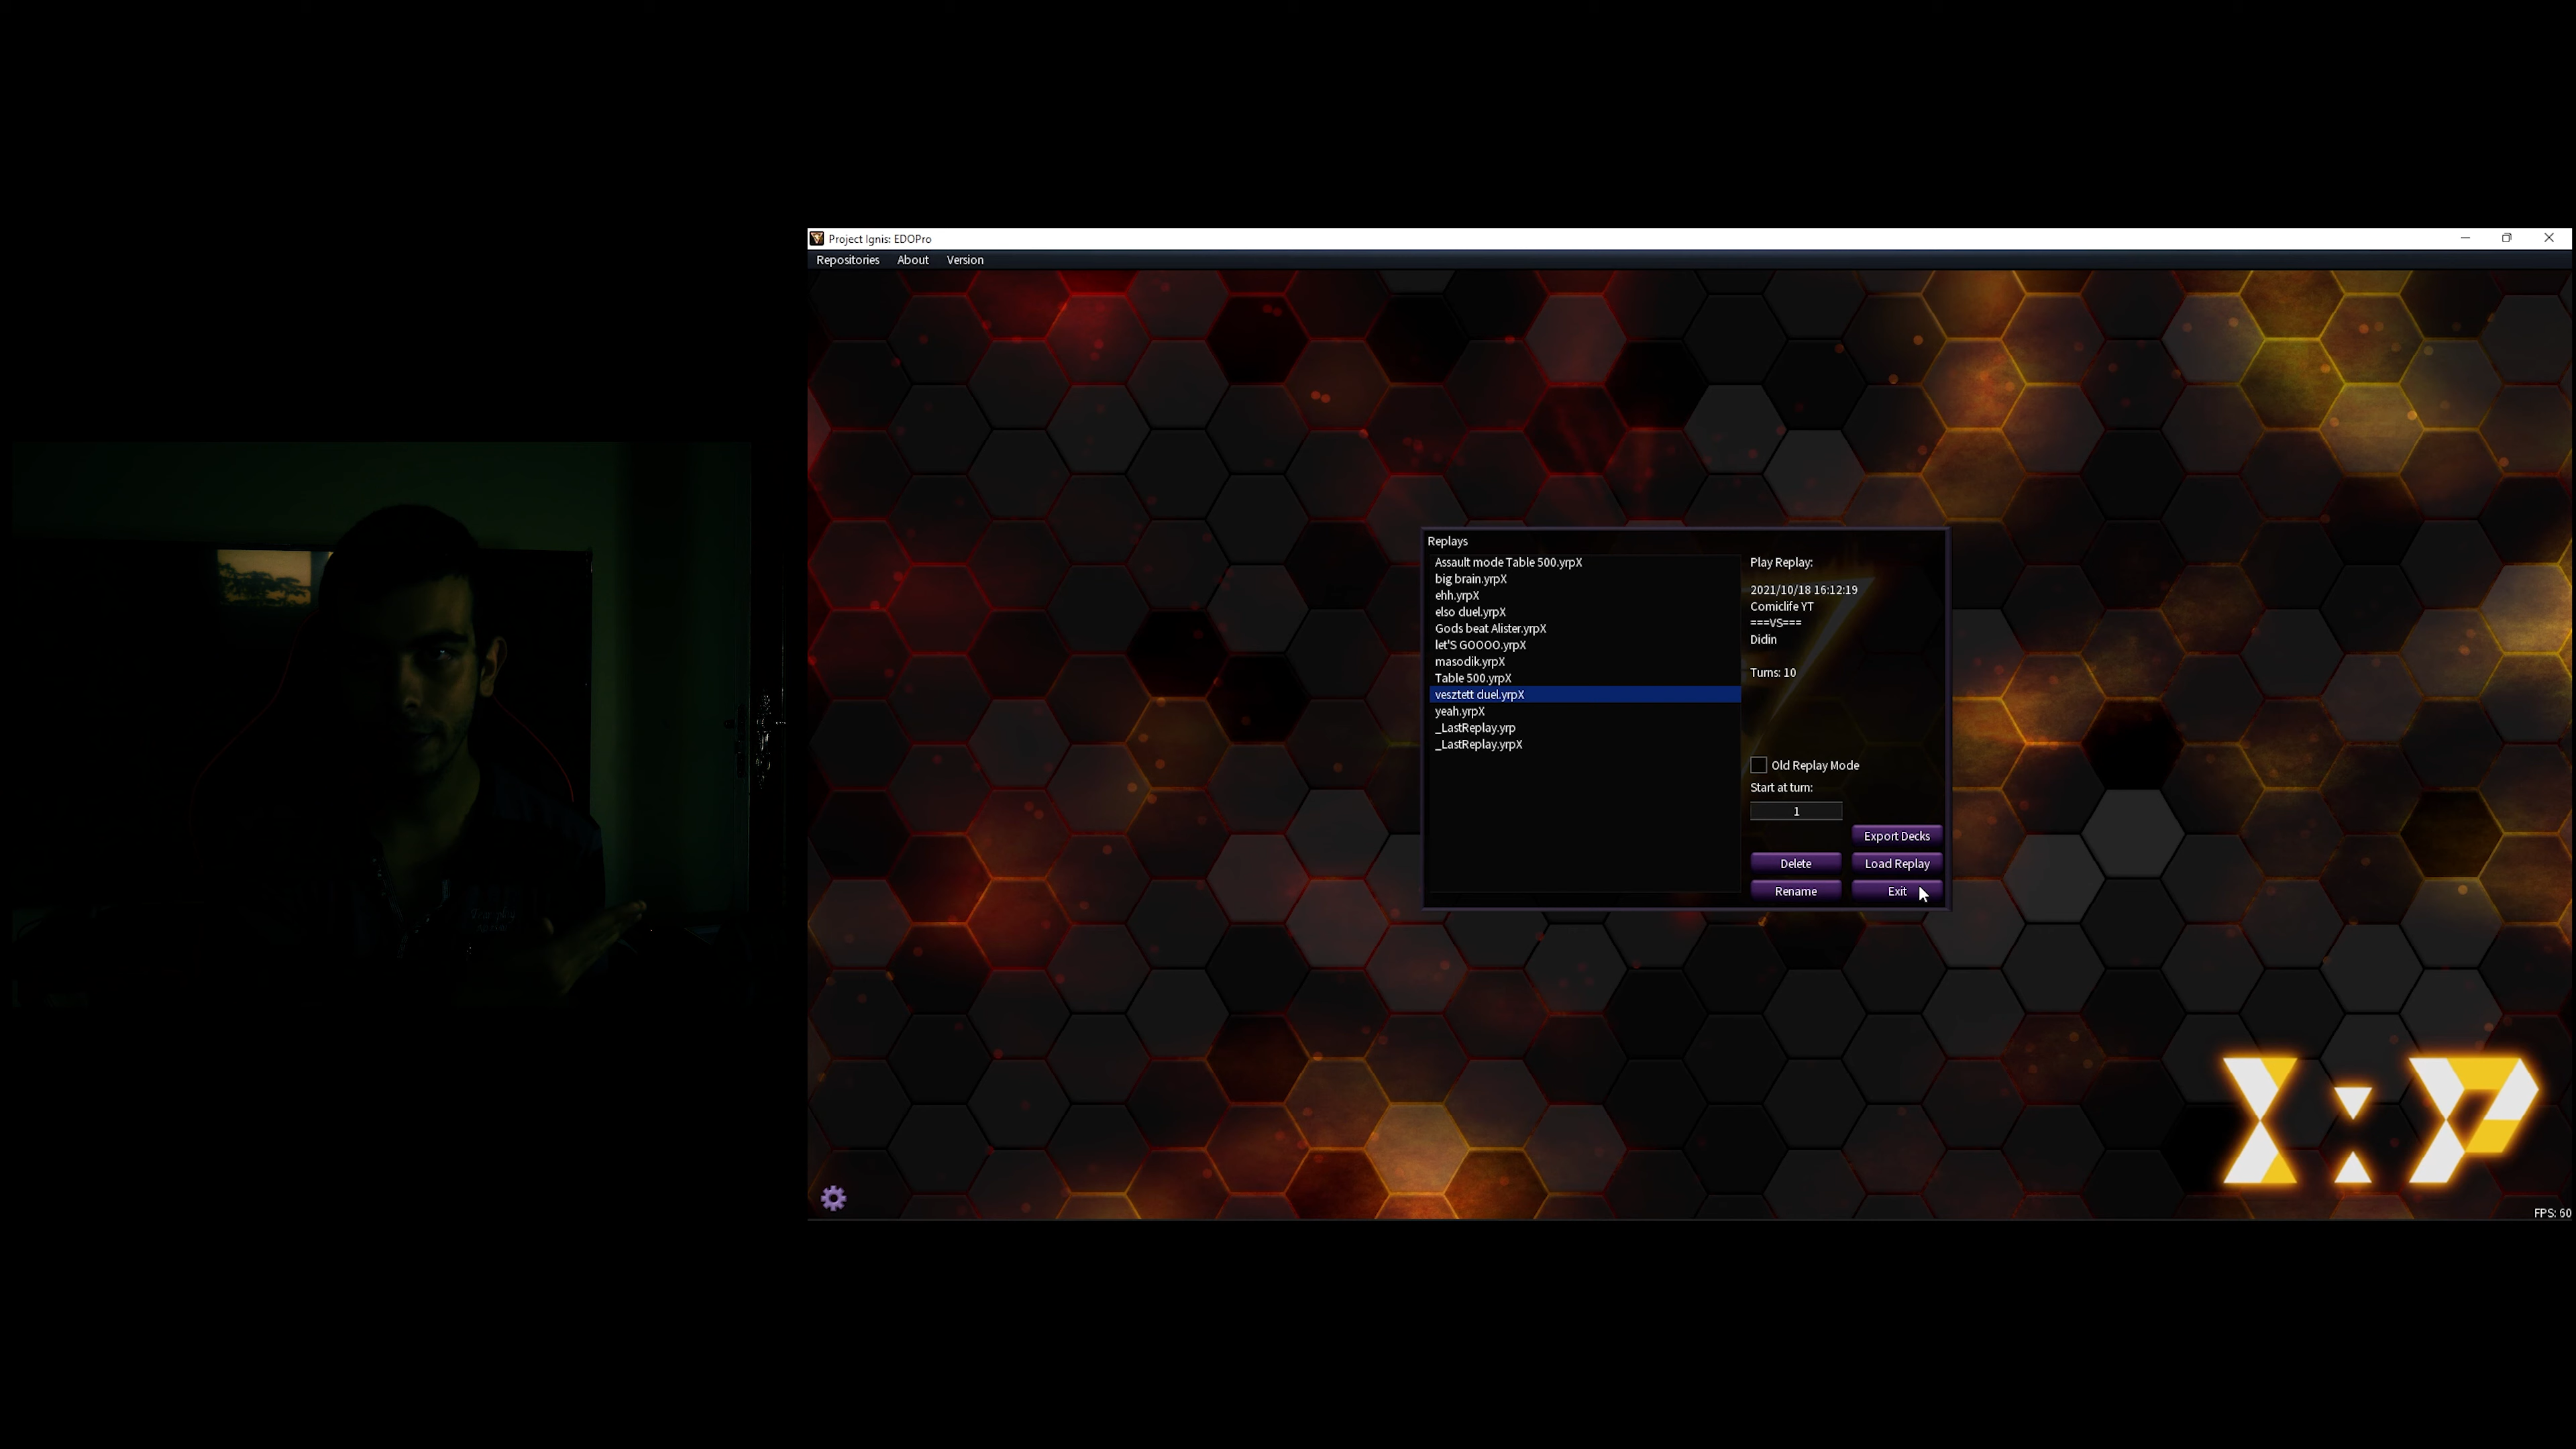 Project Ignis: EDOPro
Repositories About Version
Replays
Assault mode Table 500.yrpX
big brain.yrpX
ehh.yrpX
elso duel.yrpX
Gods beat Alister.yrpX
let'S GOOOO.yrpX
masodik.yrpX
Table 500.yrpX
vesztett duel.yrpX
yeah.yrpX
_LastReplay.yrp
_LastReplay.yrpX
Play Replay:
2021/10/18 16:12:19
Comiclife YT
===VS===
Didin
Turns: 10
Old Replay Mode
Start at turn:
1
Export Decks
Delete
Load Replay
Rename
Exit
X:P
FPS: 60